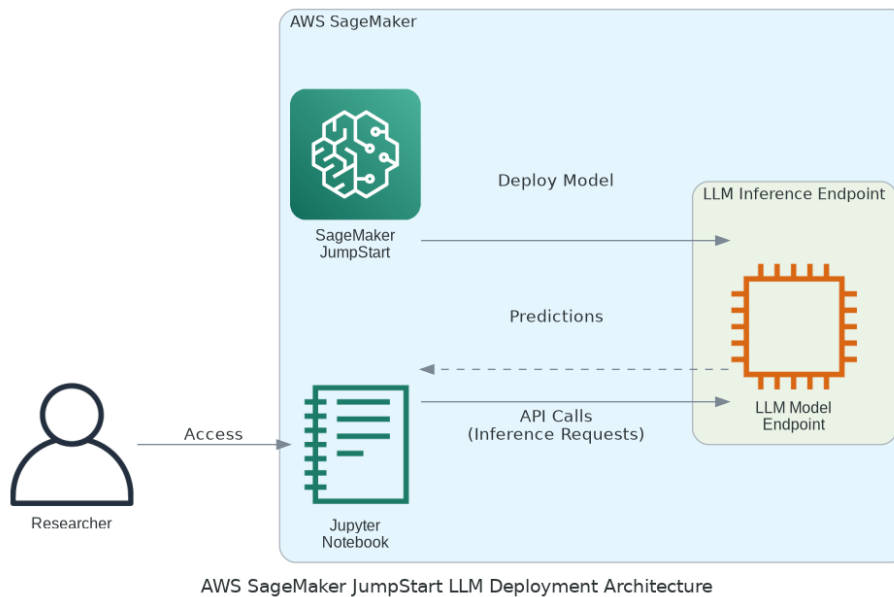 AWS SageMaker
SageMaker
JumpStart
Deploy Model
LLM Inference Endpoint
Predictions
LLM Model
Endpoint
API Calls
(Inference Requests)
Access
Researcher
Jupyter
Notebook
AWS SageMaker JumpStart LLM Deployment Architecture